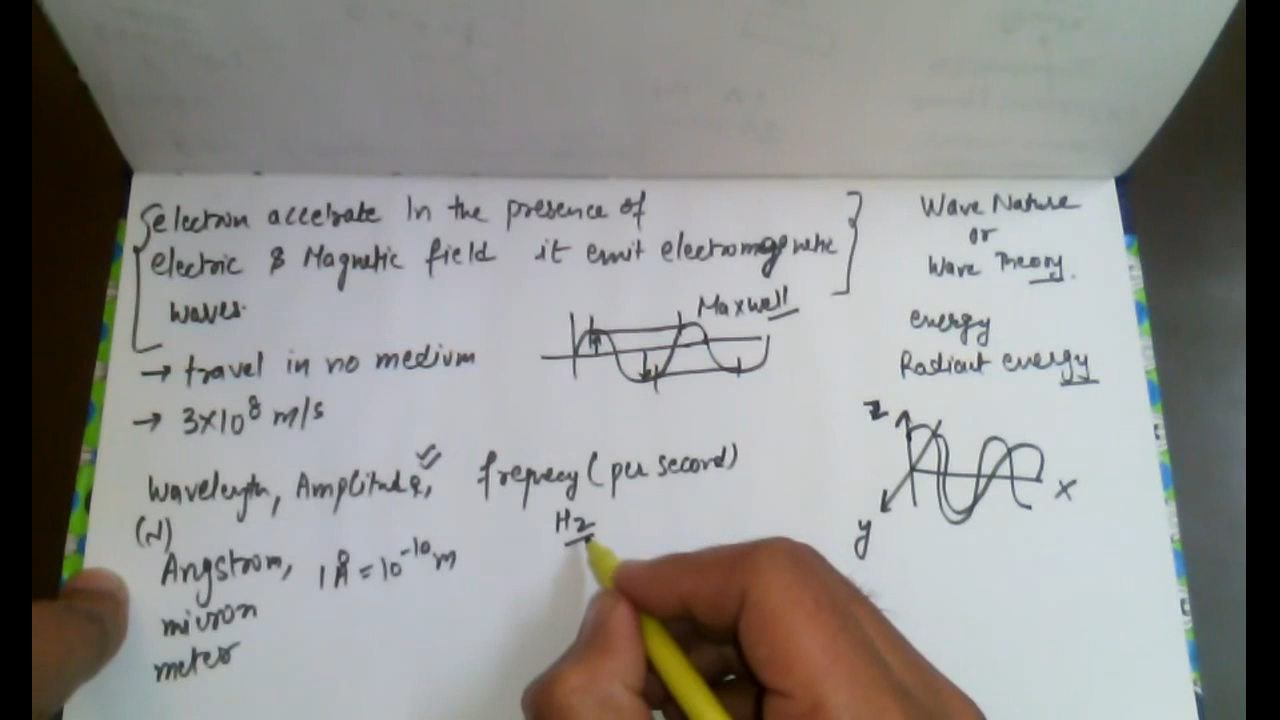 electron accelrate In the presence of
electric & Magnetic field it emit electromagnetic
waves.
Maxwell
→ travel in no medium
→ 3×10⁸ m/s
Wavelength, Amplitude,
frequency (per second)
Hz
(λ)
Angstrom, 1 Å = 10⁻¹⁰ m
micron
meter
Wave Nature
or
Wave Theory.
energy
Radiant energy
z
x
y